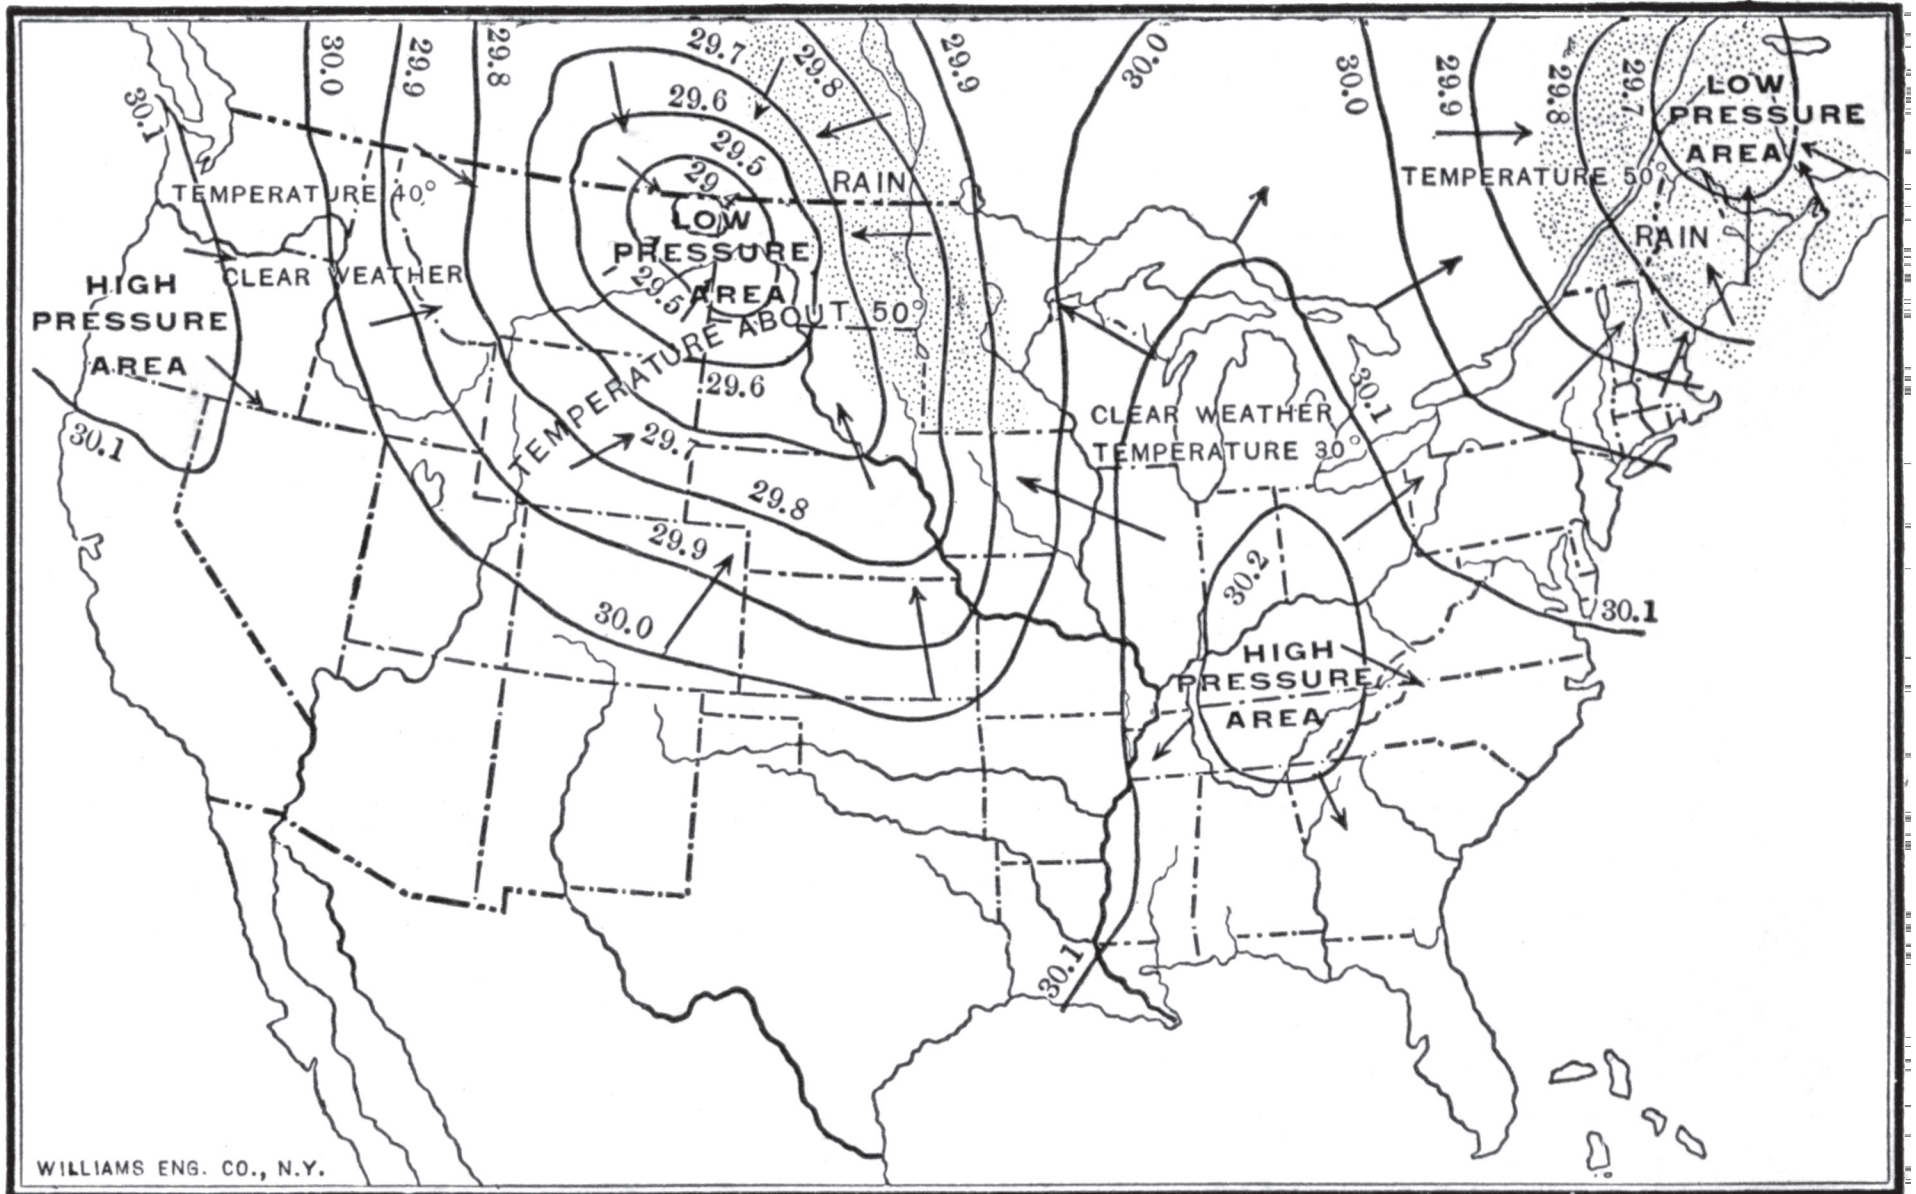 30.0
29.9
29.8
29.7
29.8
29.9
30.0
30.0
29.9
29.8
29.7
30.1
29.6
29.5
29.4
LOW
PRESSURE
AREA
TEMPERATURE 50°
RAIN
TEMPERATURE 40°
RAIN
LOW
PRESSURE
AREA
29.5
CLEAR WEATHER
HIGH
PRESSURE
AREA
TEMPERATURE ABOUT 50°
29.6
30.1
CLEAR WEATHER
TEMPERATURE 30°
30.1
29.7
29.8
29.9
30.0
30.2
30.1
HIGH
PRESSURE
AREA
30.1
WILLIAMS ENG. CO., N.Y.